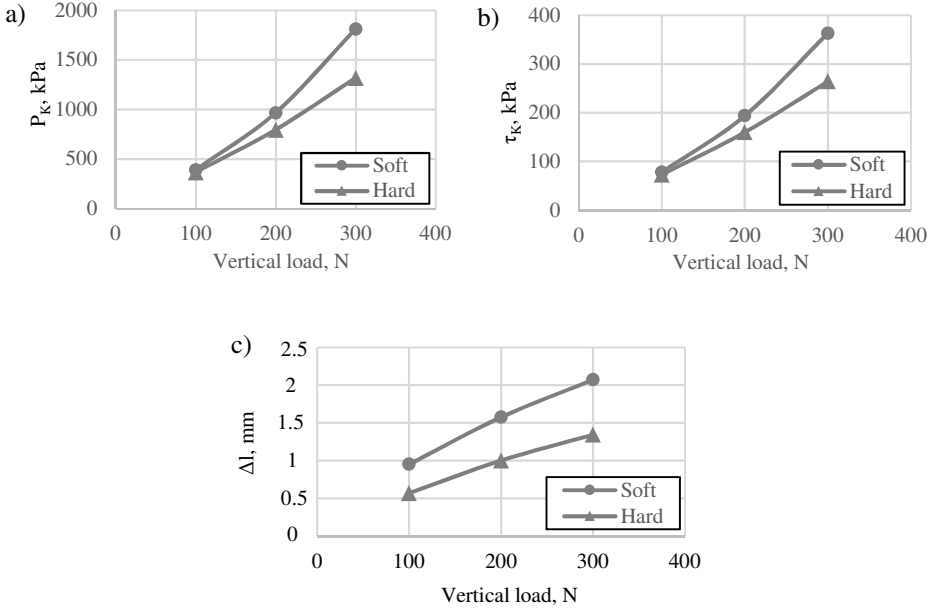 a)
2000
1500
1000
500
0
P_K, kPa
Soft
Hard
0 100 200 300 400
Vertical load, N
b)
400
300
200
100
0
τ_K, kPa
Soft
Hard
0 100 200 300 400
Vertical load, N
c)
2.5
2
1.5
1
0.5
0
Δl, mm
Soft
Hard
0 100 200 300 400
Vertical load, N